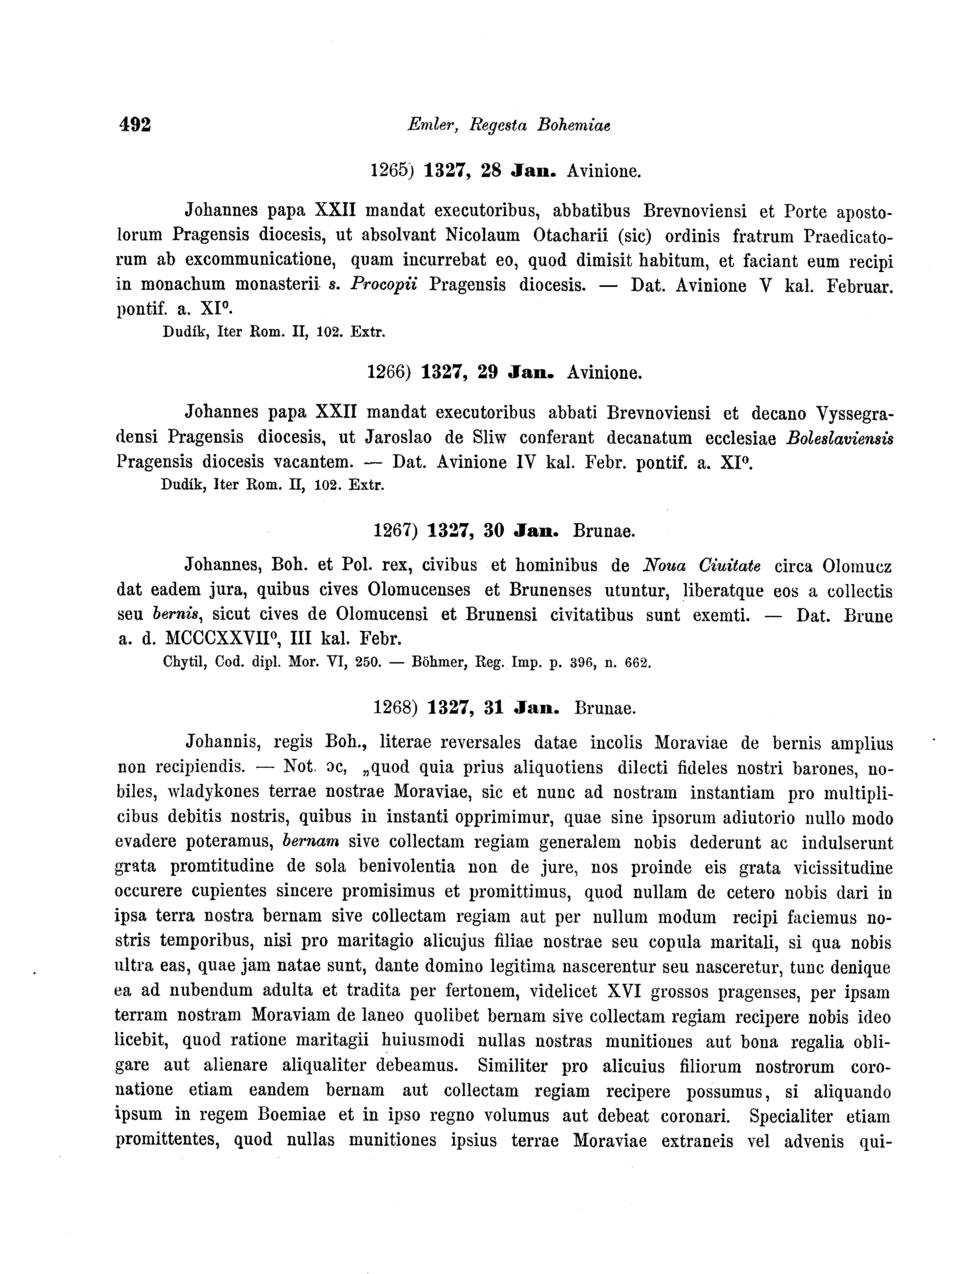 492 Emler, Regesta Bohemiae
1265) 1327, 28 Jan. Avinione.
Johannes papa XXII mandat executoribus, abbatibus Brevnoviensi et Porte aposto-
lorum Pragensis diocesis, ut absolvant Nicolaum Otacharii (sic) ordinis fratrum Praedicato-
rum ab excommunicatione, quam incurrebat eo, quod dimisit habitum, et faciant eum recipi
in monachum monasterii s. Procopii Pragensis diocesis. — Dat. Avinione V kal. Februar.
pontif. a. XI⁰.
Dudík, Iter Rom. II, 102. Extr.
1266) 1327, 29 Jan. Avinione.
Johannes papa XXII mandat executoribus abbati Brevnoviensi et decano Vyssegra-
densi Pragensis diocesis, ut Jaroslao de Sliw conferant decanatum ecclesiae Boleslaviensis
Pragensis diocesis vacantem. — Dat. Avinione IV kal. Febr. pontif. a. XI⁰.
Dudík, Iter Rom. II, 102. Extr.
1267) 1327, 30 Jan. Brunae.
Johannes, Boh. et Pol. rex, civibus et hominibus de Noua Ciuitate circa Olomucz
dat eadem jura, quibus cives Olomucenses et Brunenses utuntur, liberatque eos a collectis
seu bernis, sicut cives de Olomucensi et Brunensi civitatibus sunt exemti. — Dat. Brune
a. d. MCCCXXVII⁰, III kal. Febr.
Chytil, Cod. dipl. Mor. VI, 250. — Böhmer, Reg. Imp. p. 396, n. 662.
1268) 1327, 31 Jan. Brunae.
Johannis, regis Boh., literae reversales datae incolis Moraviae de bernis amplius
non recipiendis. — Not. ɔc, „quod quia prius aliquotiens dilecti fideles nostri barones, no-
biles, wladykones terrae nostrae Moraviae, sic et nunc ad nostram instantiam pro multipli-
cibus debitis nostris, quibus in instanti opprimimur, quae sine ipsorum adiutorio nullo modo
evadere poteramus, bernam sive collectam regiam generalem nobis dederunt ac indulserunt
grata promtitudine de sola benivolentia non de jure, nos proinde eis grata vicissitudine
occurere cupientes sincere promisimus et promittimus, quod nullam de cetero nobis dari in
ipsa terra nostra bernam sive collectam regiam aut per nullum modum recipi faciemus no-
stris temporibus, nisi pro maritagio alicujus filiae nostrae seu copula maritali, si qua nobis
ultra eas, quae jam natae sunt, dante domino legitima nascerentur seu nasceretur, tunc denique
ea ad nubendum adulta et tradita per fertonem, videlicet XVI grossos pragenses, per ipsam
terram nostram Moraviam de laneo quolibet bernam sive collectam regiam recipere nobis ideo
licebit, quod ratione maritagii huiusmodi nullas nostras munitiones aut bona regalia obli-
gare aut alienare aliqualiter debeamus. Similiter pro alicuius filiorum nostrorum coro-
natione etiam eandem bernam aut collectam regiam recipere possumus, si aliquando
ipsum in regem Boemiae et in ipso regno volumus aut debeat coronari. Specialiter etiam
promittentes, quod nullas munitiones ipsius terrae Moraviae extraneis vel advenis qui-